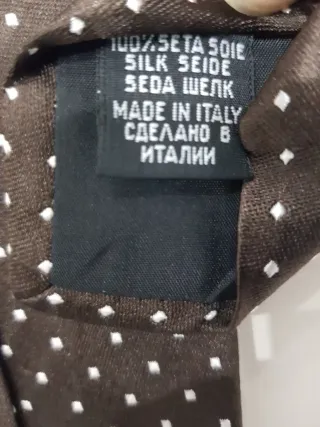 100% SETA SOIE
SILK SEIDE
SEDA ШЕЛК
MADE IN ITALY
СДЕЛАНО В
ИТАЛИИ